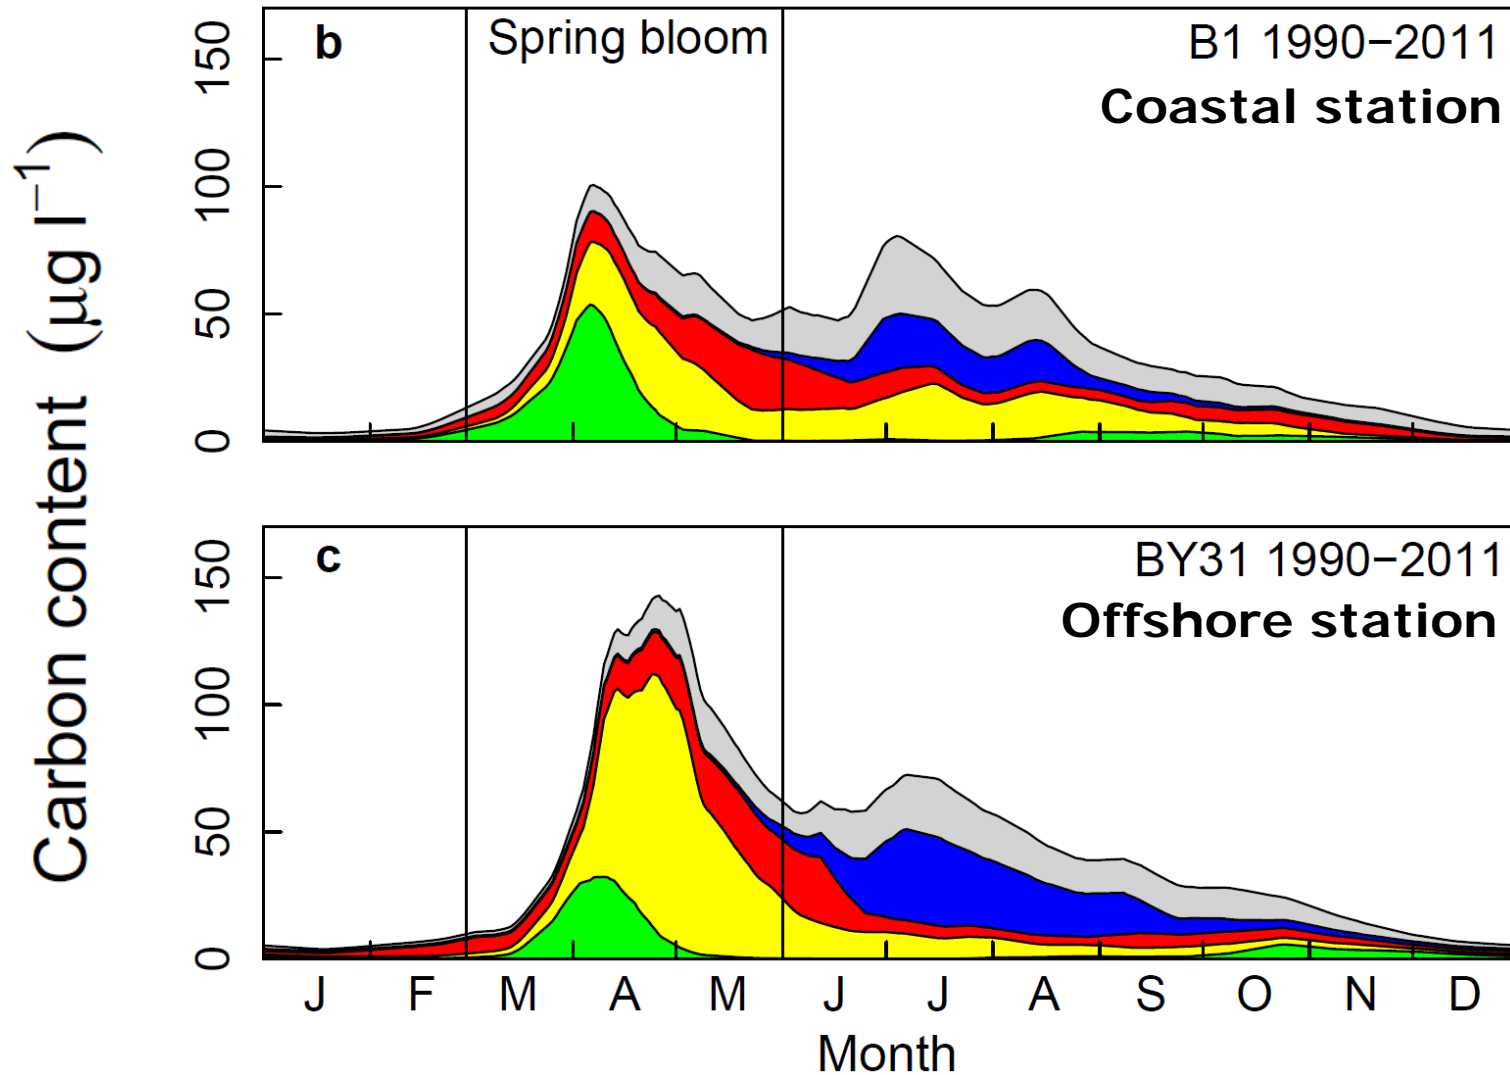 b
Spring bloom
B1 1990−2011
Coastal station
150
100
50
0
Carbon content (µg l⁻¹)
c
BY31 1990−2011
Offshore station
150
100
50
0
J F M A M J J A S O N D
Month